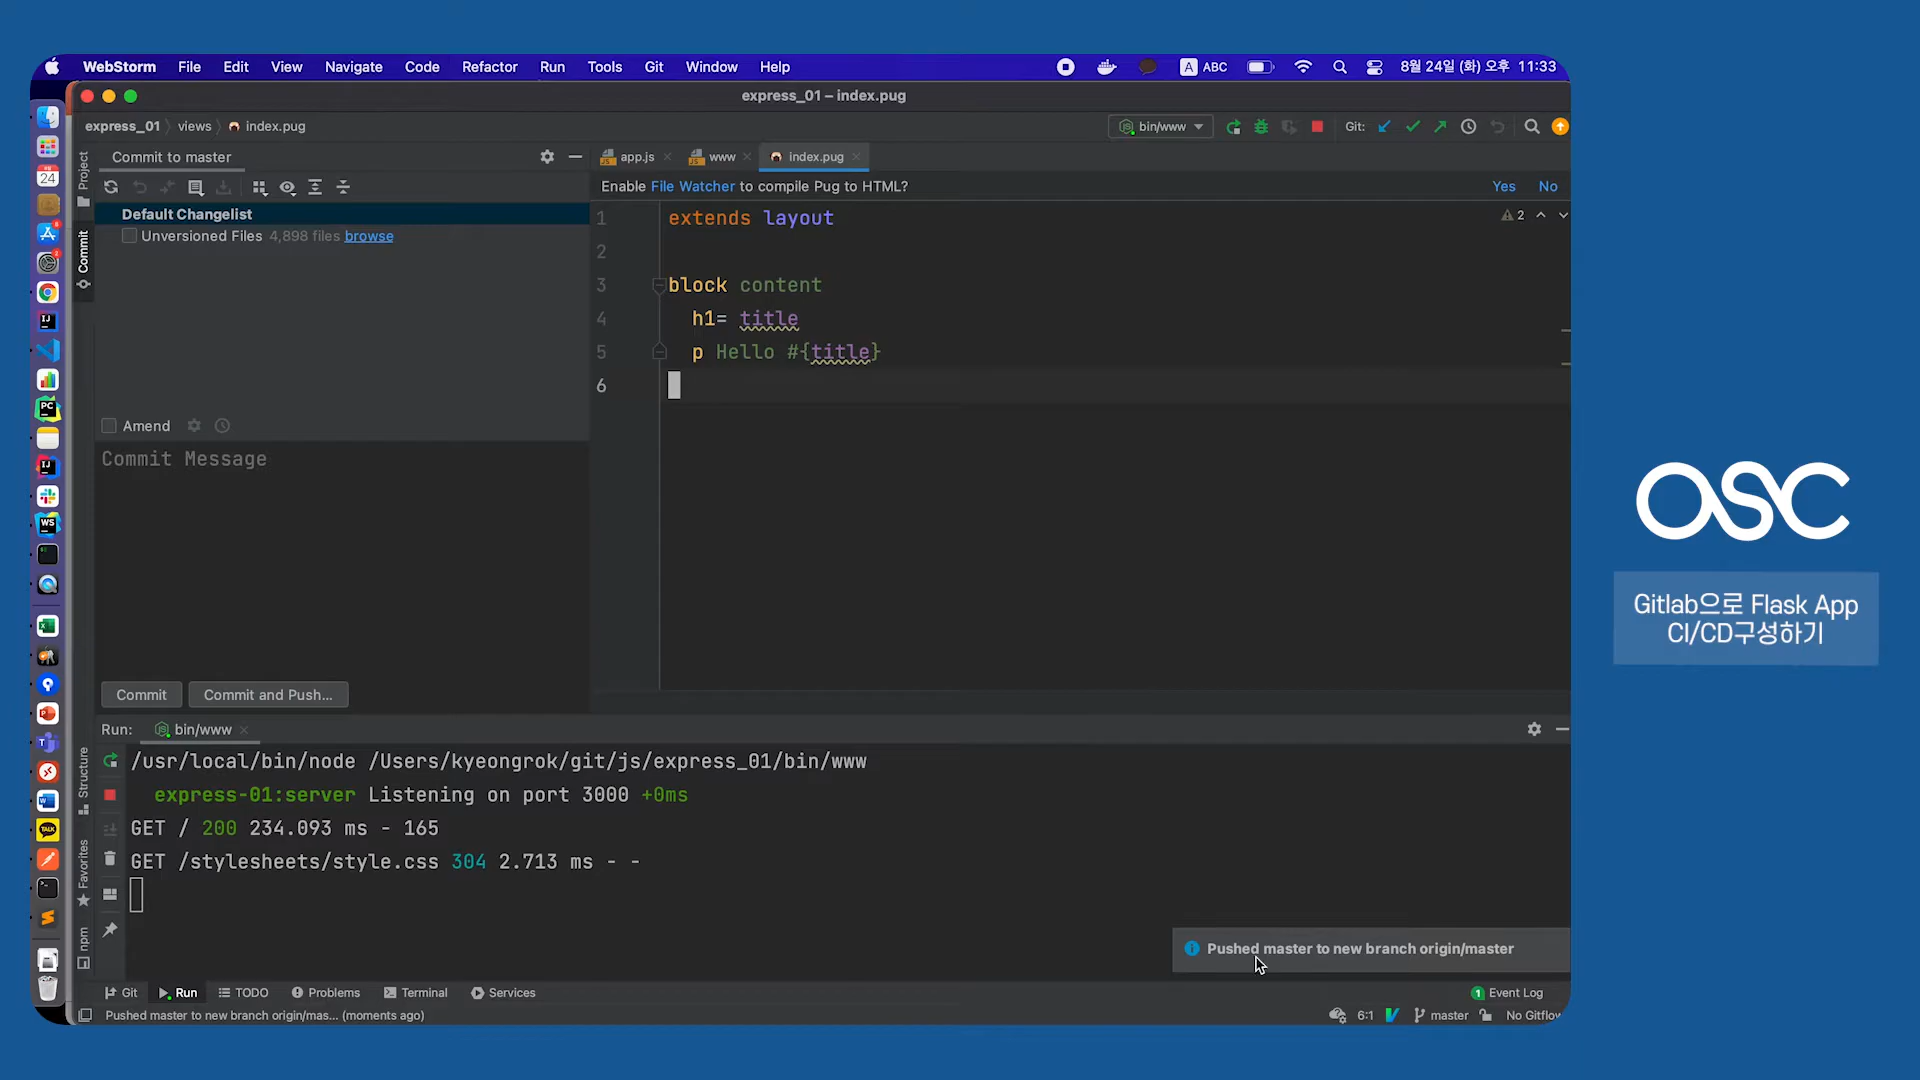 WebStorm File Edit View Navigate Code Refactor Run Tools Git Window Help A ABC 8월 24일 (화) 오후 11:33
express_01 – index.pug
express_01 views index.pug bin/www Git:
Commit to master
app.js www index.pug
Enable File Watcher to compile Pug to HTML? Yes No
Project
Commit
Default Changelist
Unversioned Files 4,898 files browse
1 extends layout
2
2
3 block content
4 h1= title
5 p Hello #{title}
6
Amend
Commit Message
Commit Commit and Push...
OSC
Gitlab으로 Flask App
CI/CD구성하기
Run: bin/www
/usr/local/bin/node /Users/kyeongrok/git/js/express_01/bin/www
express-01:server Listening on port 3000 +0ms
GET / 200 234.093 ms - 165
GET /stylesheets/style.css 304 2.713 ms - -
Structure
Favorites
npm
Pushed master to new branch origin/master
Git Run TODO Problems Terminal Services 1 Event Log
Pushed master to new branch origin/mas... (moments ago) 6:1 master No Gitflow
24
IJ
PC
IJ
WS
TALK